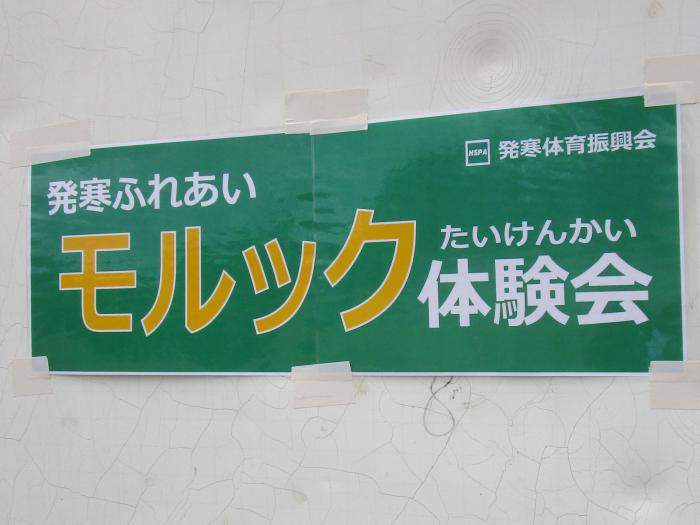 HSPA 発寒体育振興会
発寒ふれあい
モルック
たいけんかい
体験会